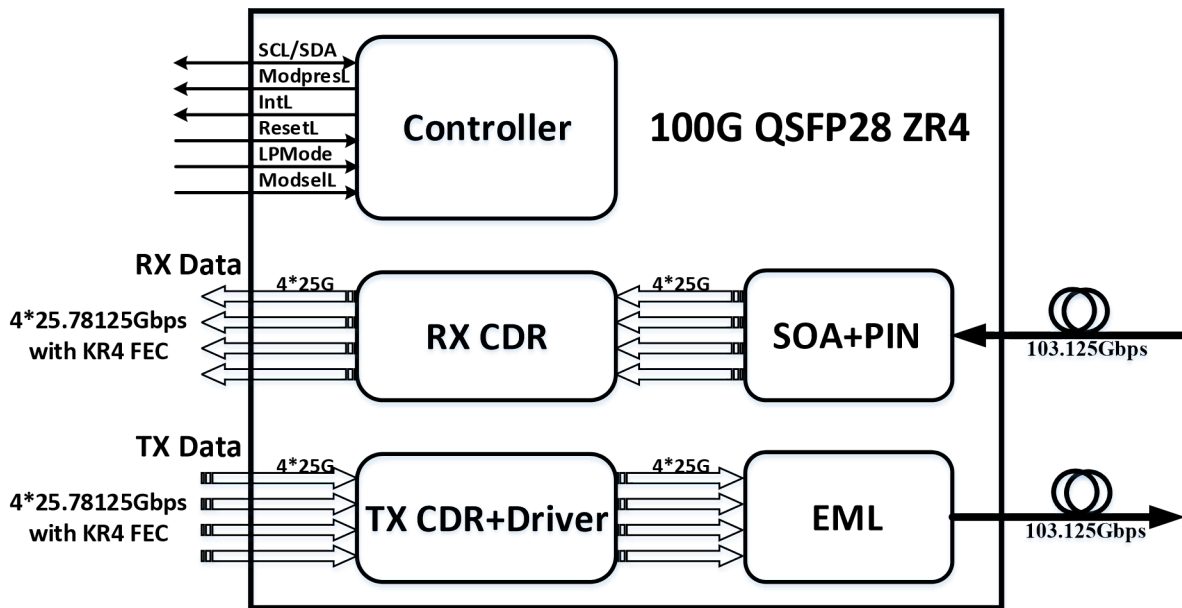 SCL/SDA
ModpresL
IntL
ResetL
LPMode
ModselL
Controller
100G QSFP28 ZR4
RX Data
4*25G
4*25G
4*25.78125Gbps
with KR4 FEC
RX CDR
SOA+PIN
103.125Gbps
TX Data
4*25G
4*25G
4*25.78125Gbps
with KR4 FEC
TX CDR+Driver
EML
103.125Gbps